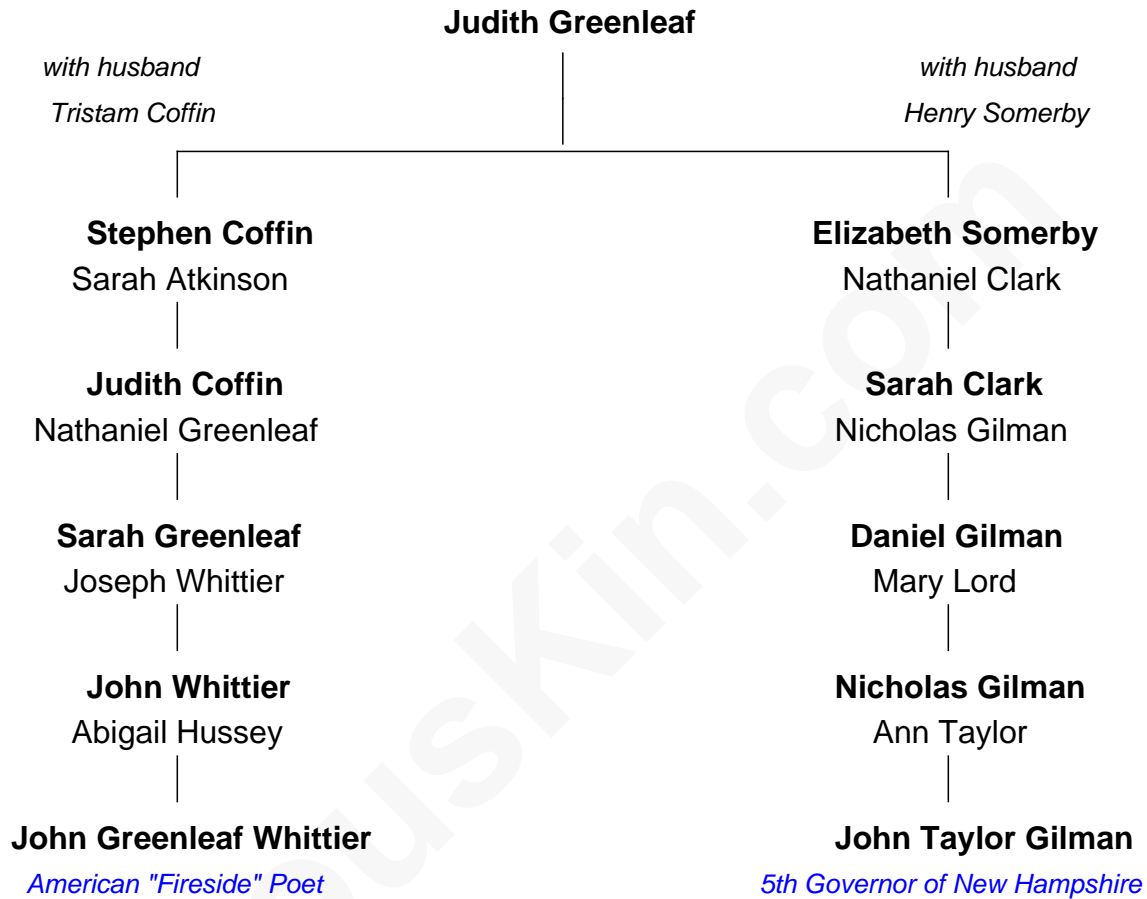 Judith Greenleaf
with husband
Tristam Coffin
with husband
Henry Somerby
Stephen Coffin
Sarah Atkinson
Elizabeth Somerby
Nathaniel Clark
Judith Coffin
Nathaniel Greenleaf
Sarah Clark
Nicholas Gilman
Sarah Greenleaf
Joseph Whittier
Daniel Gilman
Mary Lord
John Whittier
Abigail Hussey
Nicholas Gilman
Ann Taylor
John Greenleaf Whittier
American "Fireside" Poet
John Taylor Gilman
5th Governor of New Hampshire
ousKin.com